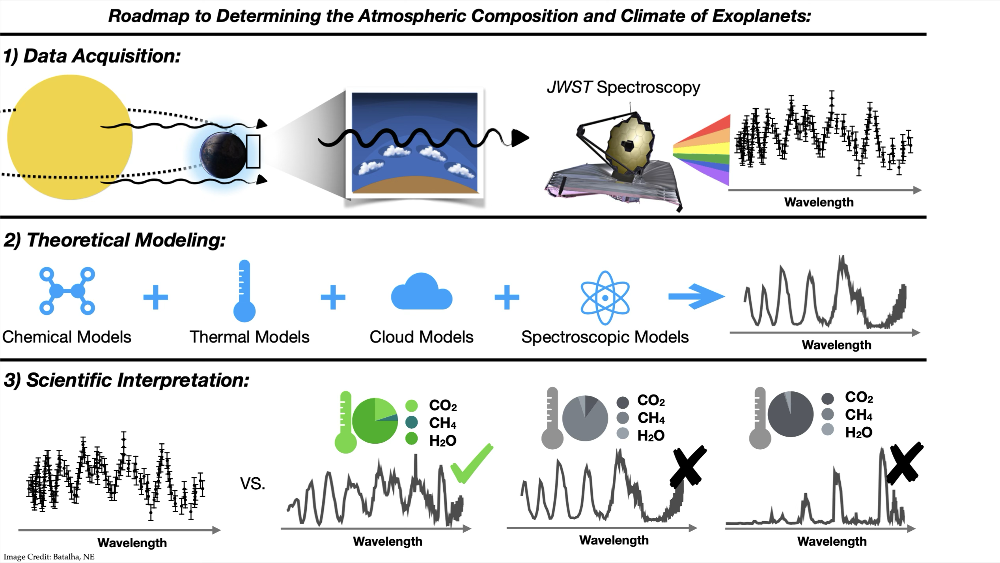 Roadmap to Determining the Atmospheric Composition and Climate of Exoplanets:
1) Data Acquisition:
JWST Spectroscopy
Wavelength
2) Theoretical Modeling:
Chemical Models
Thermal Models
Cloud Models
Spectroscopic Models
Wavelength
3) Scientific Interpretation:
CO₂
CH₄
H₂O
CO₂
CH₄
H₂O
CO₂
CH₄
H₂O
VS.
Wavelength
Wavelength
Wavelength
Wavelength
Image Credit: Batalha, NE